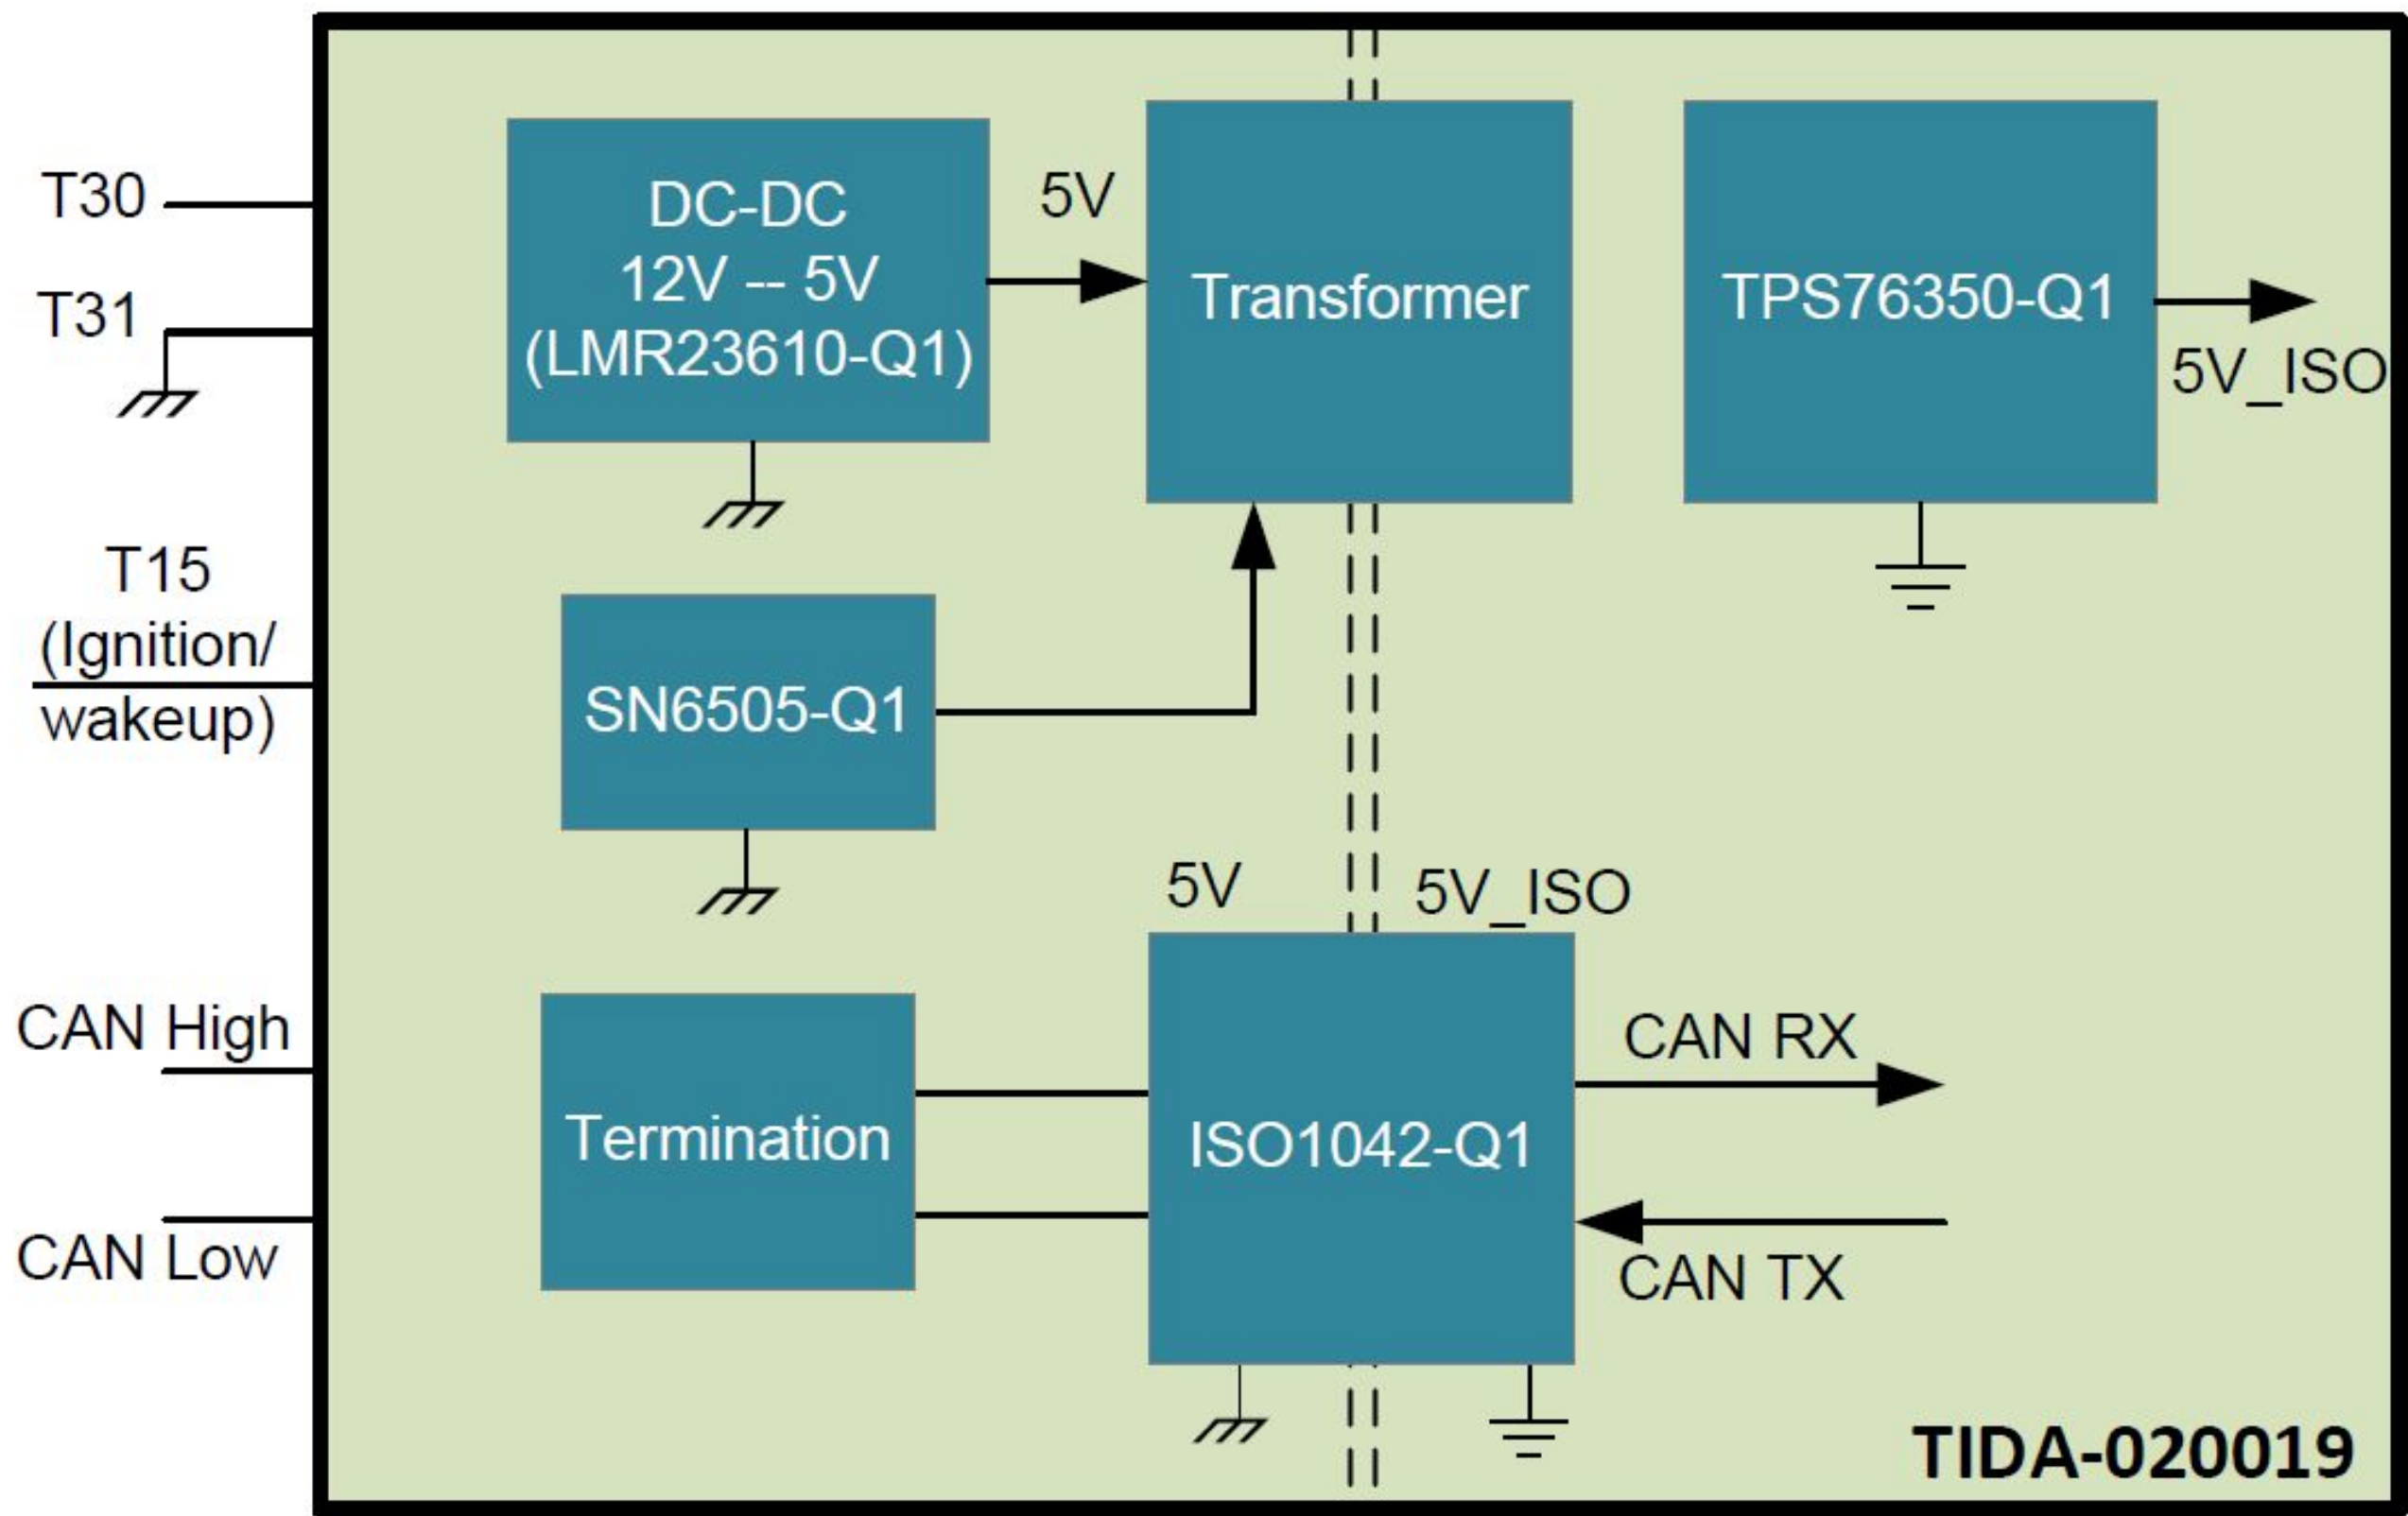 T30
T31
T15
(Ignition/
wakeup)
CAN High
CAN Low
DC-DC
12V -- 5V
(LMR23610-Q1)
5V
Transformer
TPS76350-Q1
5V_ISO
SN6505-Q1
5V
5V_ISO
Termination
ISO1042-Q1
CAN RX
CAN TX
TIDA-020019